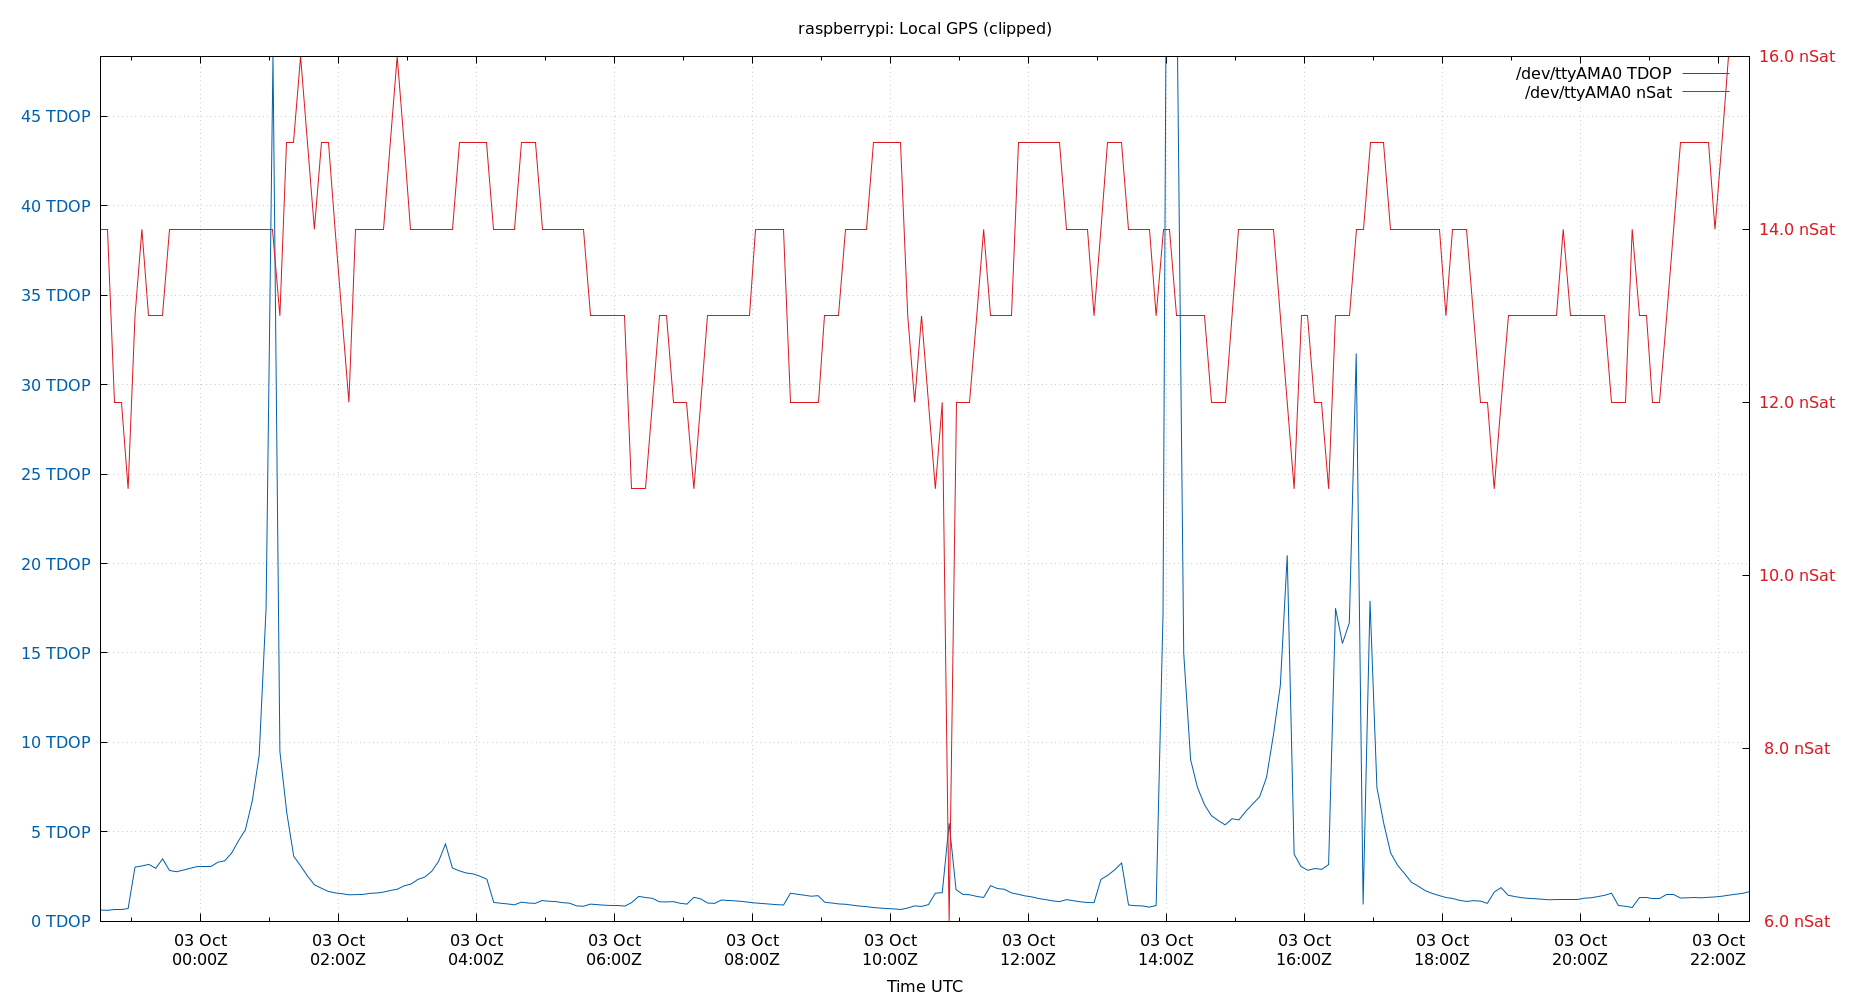 raspberrypi: Local GPS (clipped)
/dev/ttyAMA0 TDOP
/dev/ttyAMA0 nSat
45 TDOP
40 TDOP
35 TDOP
30 TDOP
25 TDOP
20 TDOP
15 TDOP
10 TDOP
5 TDOP
0 TDOP
16.0 nSat
14.0 nSat
12.0 nSat
10.0 nSat
8.0 nSat
6.0 nSat
03 Oct
00:00Z
03 Oct
02:00Z
03 Oct
04:00Z
03 Oct
06:00Z
03 Oct
08:00Z
03 Oct
10:00Z
03 Oct
12:00Z
03 Oct
14:00Z
03 Oct
16:00Z
03 Oct
18:00Z
03 Oct
20:00Z
03 Oct
22:00Z
Time UTC